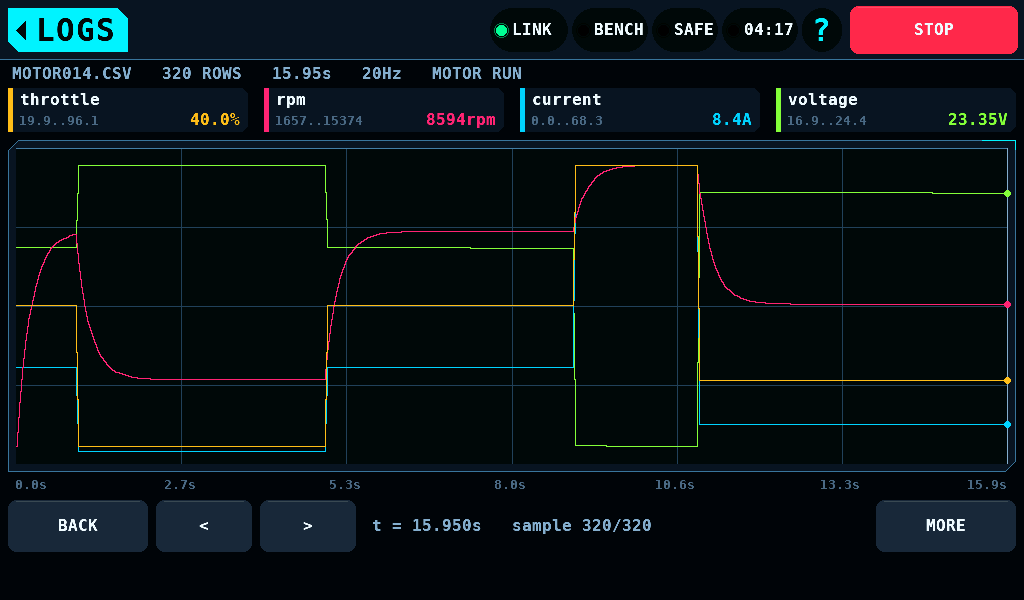 LOGS LINK BENCH SAFE 04:17 ? STOP
MOTOR014.CSV 320 ROWS 15.95s 20Hz MOTOR RUN
throttle rpm current voltage
19.9..96.1 40.0% 1657..15374 8594rpm 0.0..68.3 8.4A 16.9..24.4 23.35V
0.0s 2.7s 5.3s 8.0s 10.6s 13.3s 15.9s
BACK < > t = 15.950s sample 320/320 MORE